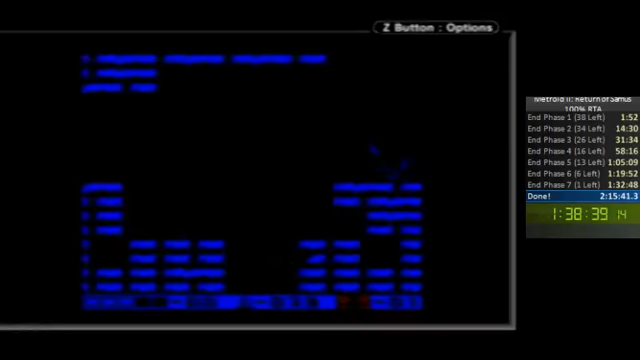 Z Button : Options
Metroid II: Return of Samus
100% RTA
End Phase 1 (38 Left) 1:52
End Phase 2 (34 Left) 14:30
End Phase 3 (26 Left) 31:34
End Phase 4 (16 Left) 58:16
End Phase 5 (13 Left) 1:05:09
End Phase 6 (6 Left) 1:19:52
End Phase 7 (1 Left) 1:32:48
Done! 2:15:41.3
1:38:39 14